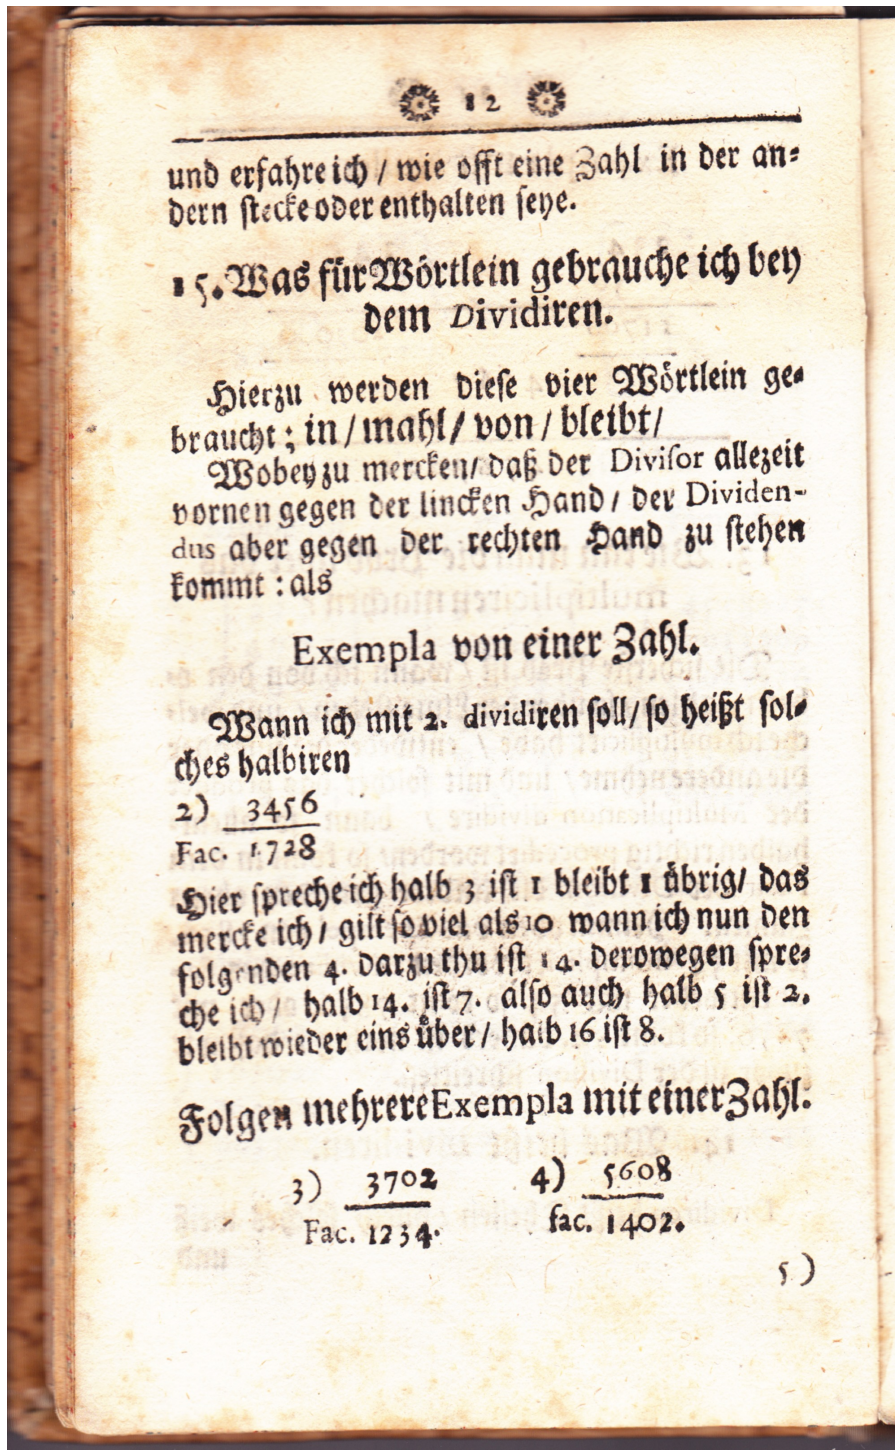 12
und erfahre ich / wie offt eine Zahl in der an-
dern stecke oder enthalten seye.
15. Was für Wörtlein gebrauche ich bey
dem Dividiren.
Hierzu werden diese vier Wörtlein ge-
braucht; in / mahl / von / bleibt /
Wobey zu mercken / daß der Divisor allezeit
vornen gegen der lincken Hand / der Dividen-
dus aber gegen der rechten Hand zu stehen
kommt : als
Exempla von einer Zahl.
Wann ich mit 2. dividiren soll / so heißt sol-
ches halbiren
2) 3456
Fac. 1728
Hier spreche ich halb 3 ist 1 bleibt 1 übrig / das
mercke ich / gilt so viel als 10 wann ich nun den
folgenden 4. darzu thu ist 14. derowegen spre-
che ich / halb 14. ist 7. also auch halb 5 ist 2.
bleibt wieder eins über / halb 16 ist 8.
Folgen mehrere Exempla mit einer Zahl.
3) 3702 4) 5608
Fac. 1234. fac. 1402.
5)